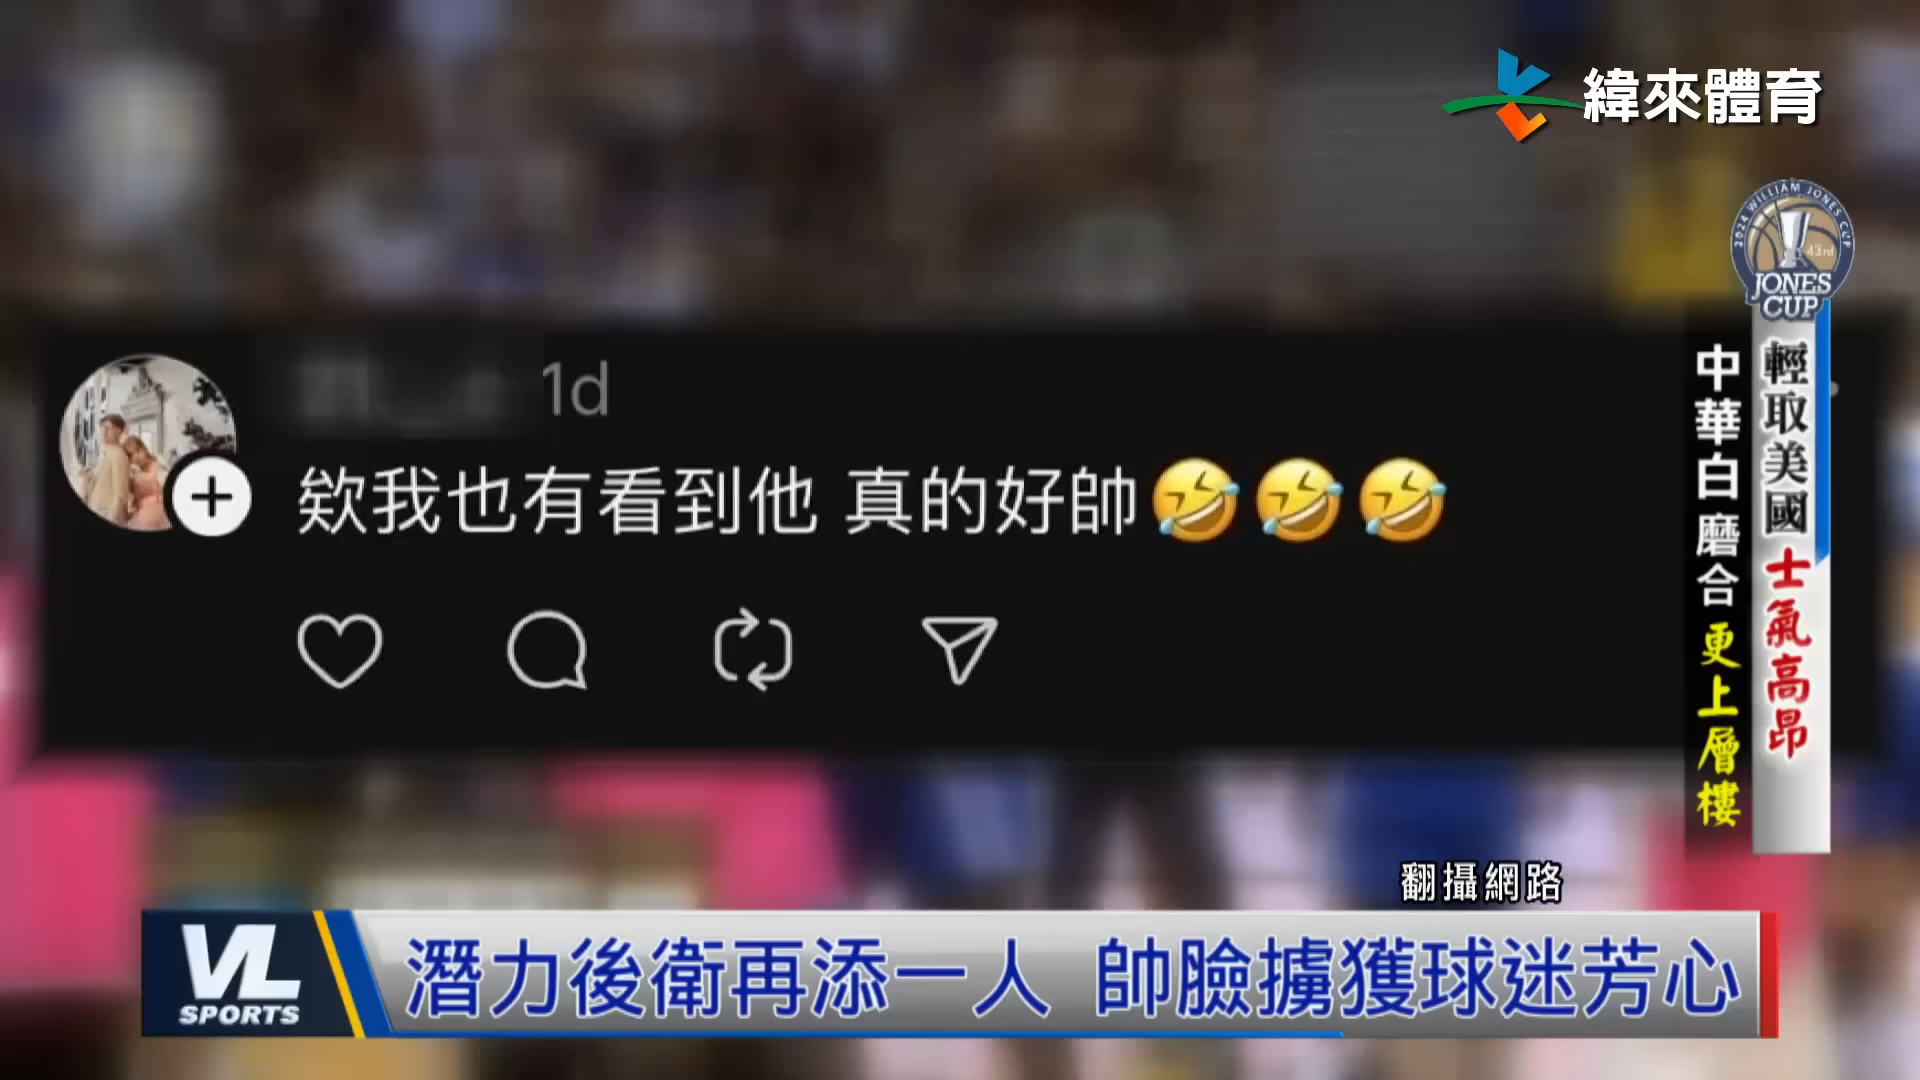 緯來體育
2024 WILLIAM JONES CUP
43rd
JONES
CUP
輕取美國 士氣高昂
中華白 磨合 更上層樓
1d
欸我也有看到他 真的好帥🤣🤣🤣
翻攝網路
VL
SPORTS
潛力後衛再添一人 帥臉擄獲球迷芳心